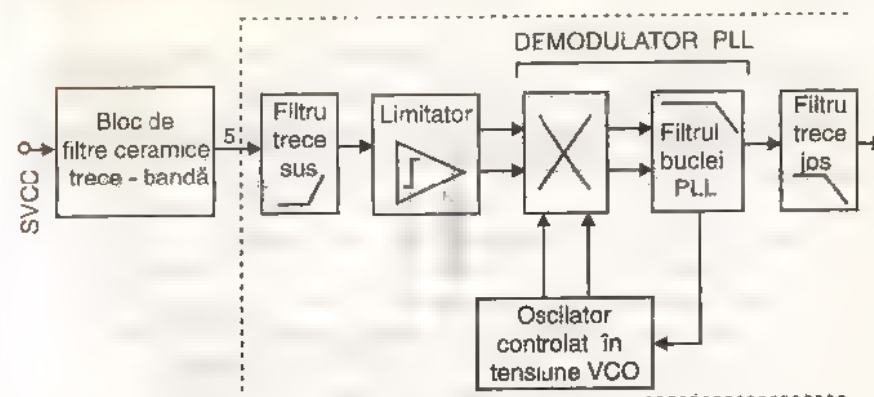 DEMODULATOR PLL
SVCC
Bloc de
filtre ceramice
trece - bandă
5
Filtru
trece
sus
Limitator
Filtrul
buclei
PLL
Filtru
trece
jos
Oscilator
controlat în
tensiune VCO